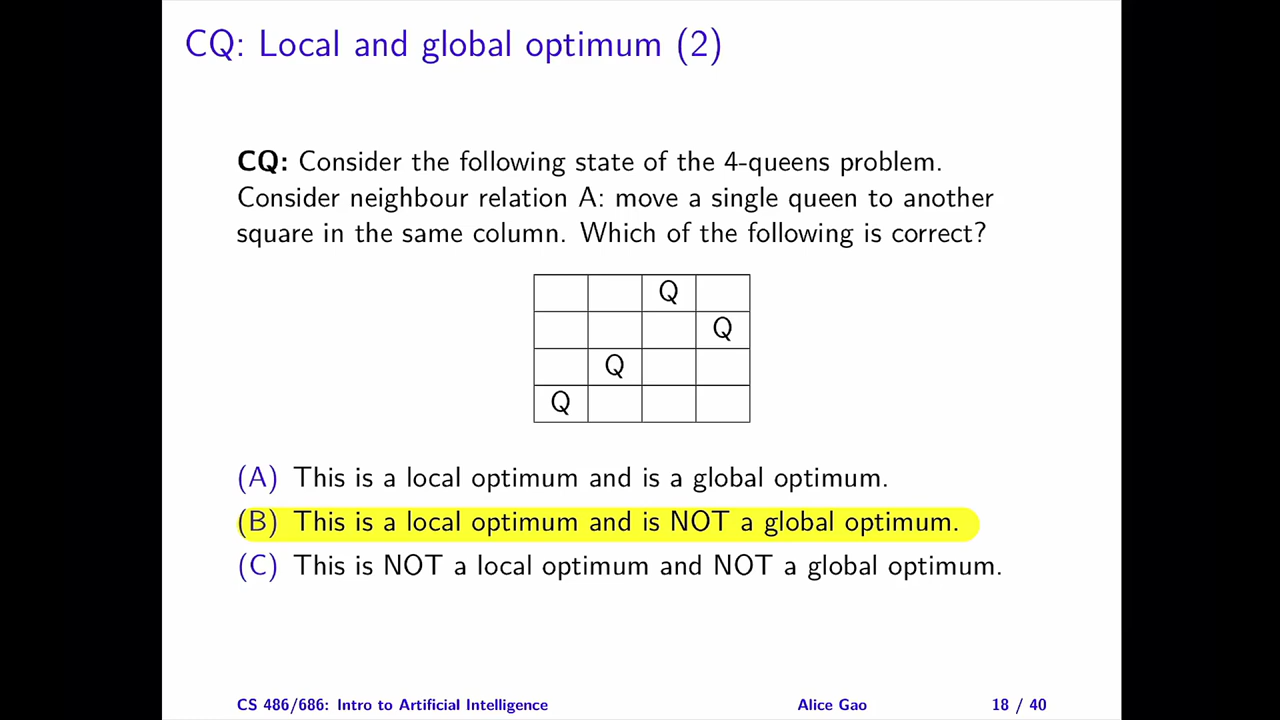 CQ: Local and global optimum (2)
CQ: Consider the following state of the 4-queens problem.
Consider neighbour relation A: move a single queen to another
square in the same column. Which of the following is correct?
Q
Q
Q
Q
(A) This is a local optimum and is a global optimum.
(B) This is a local optimum and is NOT a global optimum.
(C) This is NOT a local optimum and NOT a global optimum.
CS 486/686: Intro to Artificial Intelligence Alice Gao 18 / 40